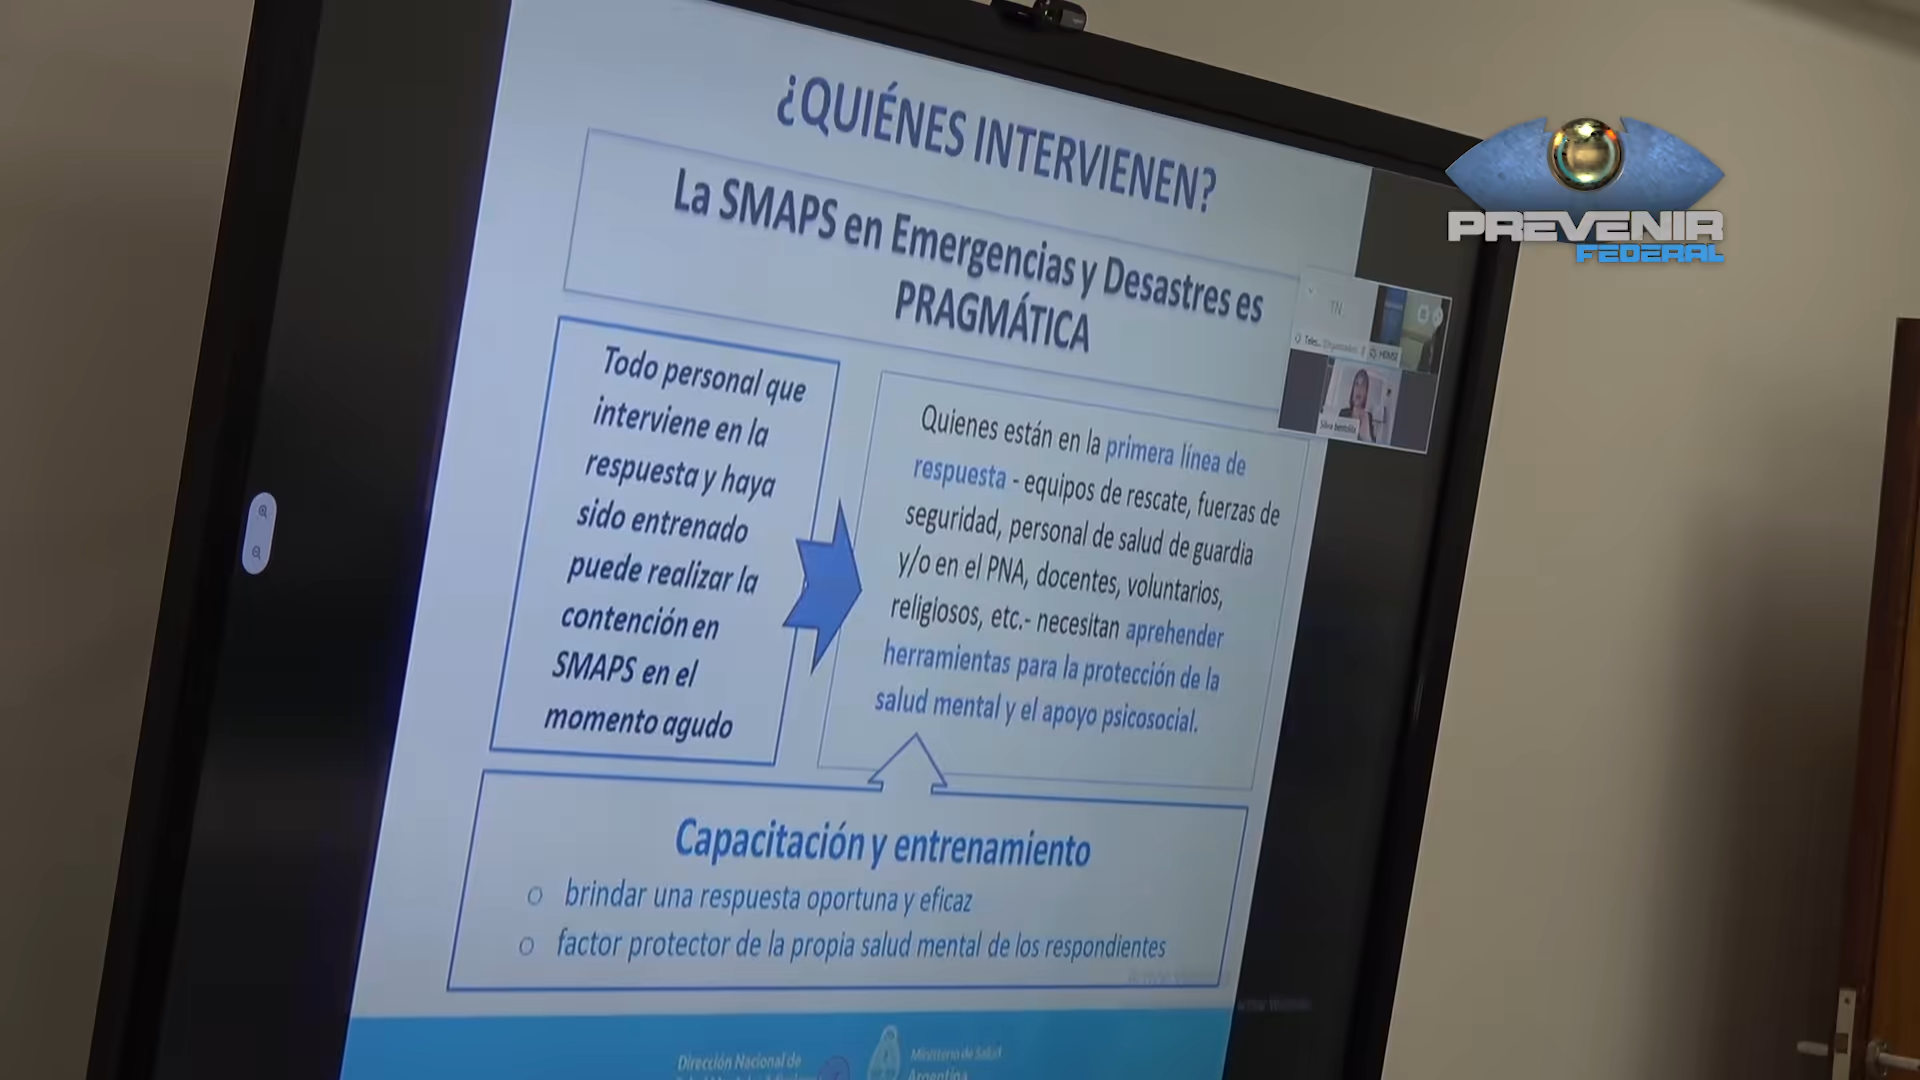 ¿QUIÉNES INTERVIENEN?
La SMAPS en Emergencias y Desastres es
PRAGMÁTICA
Todo personal que
interviene en la
respuesta y haya
sido entrenado
puede realizar la
contención en
SMAPS en el
momento agudo
Quienes están en la primera línea de
respuesta - equipos de rescate, fuerzas de
seguridad, personal de salud de guardia
y/o en el PNA, docentes, voluntarios,
religiosos, etc.- necesitan aprehender
herramientas para la protección de la
salud mental y el apoyo psicosocial.
Capacitación y entrenamiento
o brindar una respuesta oportuna y eficaz
o factor protector de la propia salud mental de los respondientes
Dirección Nacional de
Ministerio de Salud
Argentina
TN
PREVENIR
FEDERAL